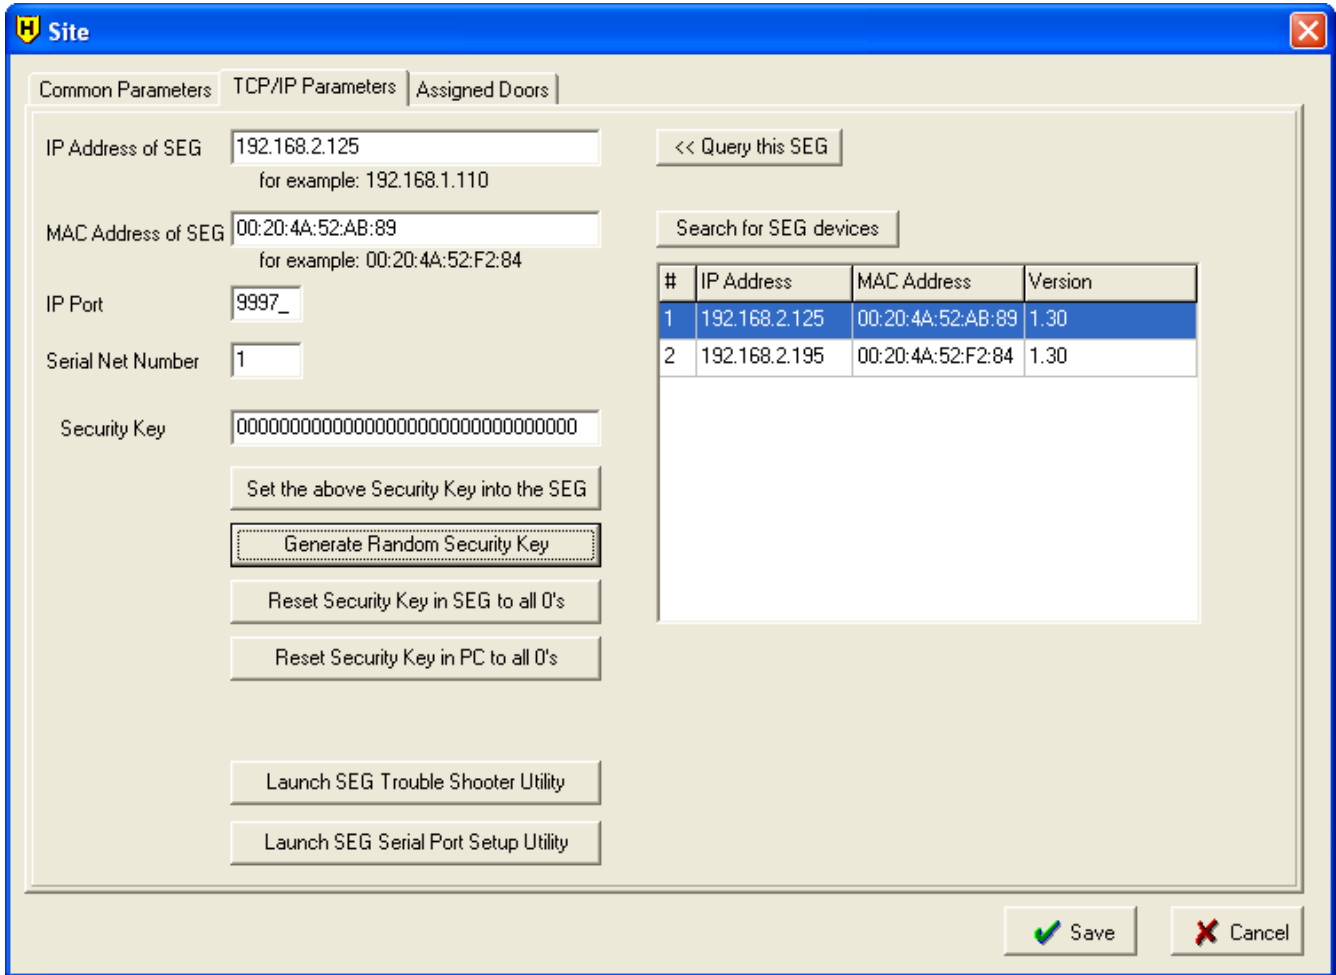 H Site
Common Parameters TCP/IP Parameters Assigned Doors
IP Address of SEG 192.168.2.125 << Query this SEG
for example: 192.168.1.110
MAC Address of SEG 00:20:4A:52:AB:89 Search for SEG devices
for example: 00:20:4A:52:F2:84
# IP Address MAC Address Version
IP Port 9997_
1 192.168.2.125 00:20:4A:52:AB:89 1.30
Serial Net Number 1
2 192.168.2.195 00:20:4A:52:F2:84 1.30
Security Key 00000000000000000000000000000000
Set the above Security Key into the SEG
Generate Random Security Key
Reset Security Key in SEG to all 0's
Reset Security Key in PC to all 0's
Launch SEG Trouble Shooter Utility
Launch SEG Serial Port Setup Utility
Save Cancel